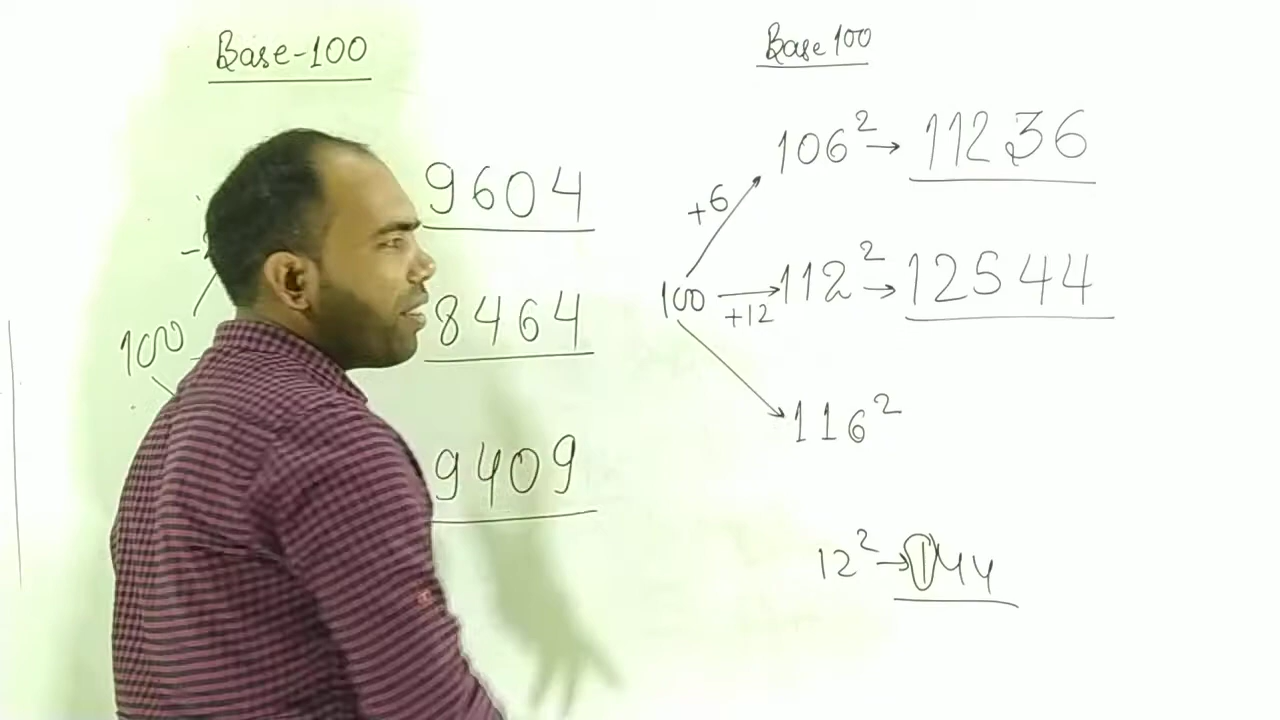 Base-100
9604
100
8464
9409
Base 100
106² → 11236
+6
100 → 112² → 12544
+12
116²
12² → 144